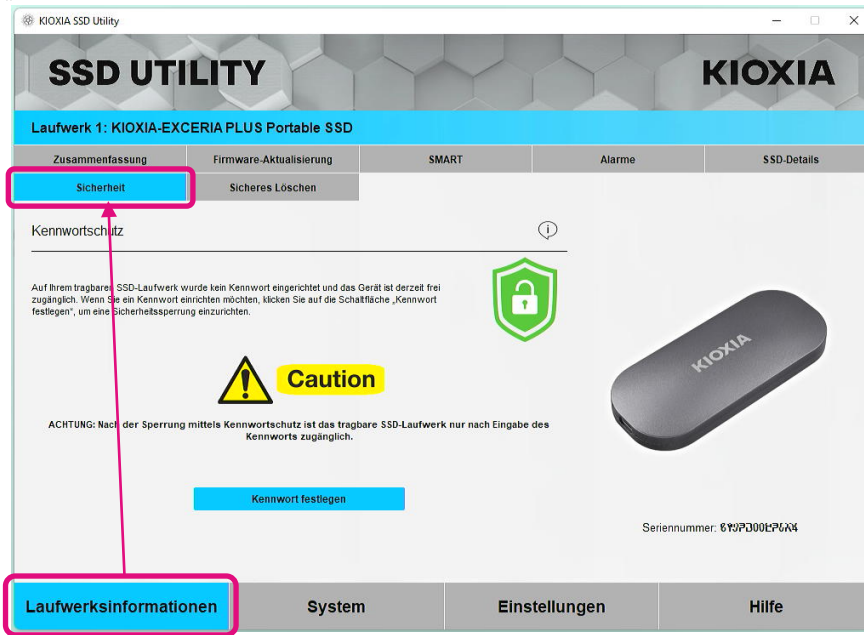 KIOXIA SSD Utility
SSD UTILITY
KIOXIA
Laufwerk 1: KIOXIA-EXCERIA PLUS Portable SSD
Zusammenfassung
Firmware-Aktualisierung
SMART
Alarme
SSD-Details
Sicherheit
Sicheres Löschen
Kennwortschutz
Auf Ihrem tragbaren SSD-Laufwerk wurde kein Kennwort eingerichtet und das Gerät ist derzeit frei
zugänglich. Wenn Sie ein Kennwort einrichten möchten, klicken Sie auf die Schaltfläche „Kennwort
festlegen“, um eine Sicherheitssperrung einzurichten.
Caution
ACHTUNG: Nach der Sperrung mittels Kennwortschutz ist das tragbare SSD-Laufwerk nur nach Eingabe des
Kennworts zugänglich.
Kennwort festlegen
KIOXIA
Seriennummer:
Laufwerksinformationen
System
Einstellungen
Hilfe